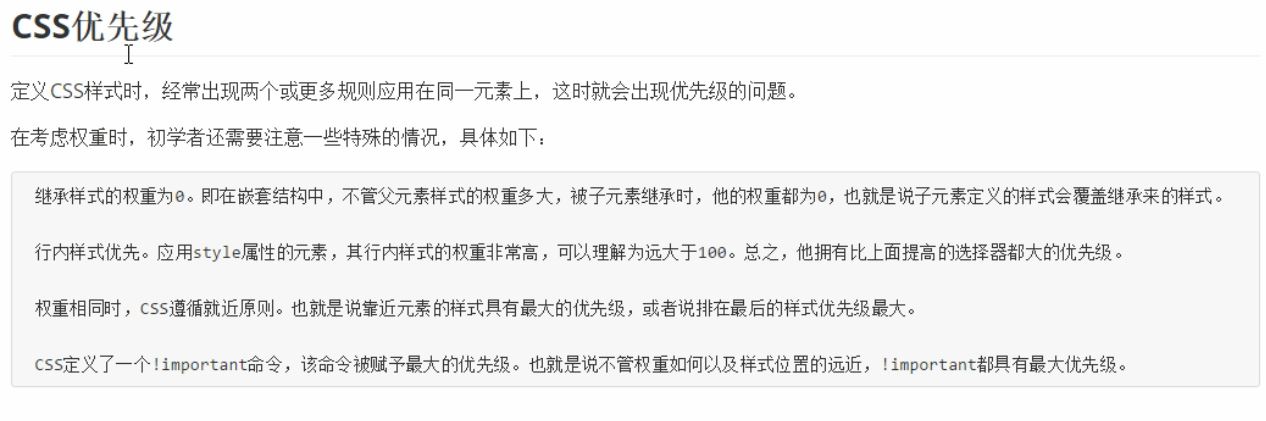 CSS优先级
定义CSS样式时，经常出现两个或更多规则应用在同一元素上，这时就会出现优先级的问题。
在考虑权重时，初学者还需要注意一些特殊的情况，具体如下：
继承样式的权重为0。即在嵌套结构中，不管父元素样式的权重多大，被子元素继承时，他的权重都为0，也就是说子元素定义的样式会覆盖继承来的样式。
行内样式优先。应用style属性的元素，其行内样式的权重非常高，可以理解为远大于100。总之，他拥有比上面提高的选择器都大的优先级。
权重相同时，CSS遵循就近原则。也就是说靠近元素的样式具有最大的优先级，或者说排在最后的样式优先级最大。
CSS定义了一个!important命令，该命令被赋予最大的优先级。也就是说不管权重如何以及样式位置的远近，!important都具有最大优先级。